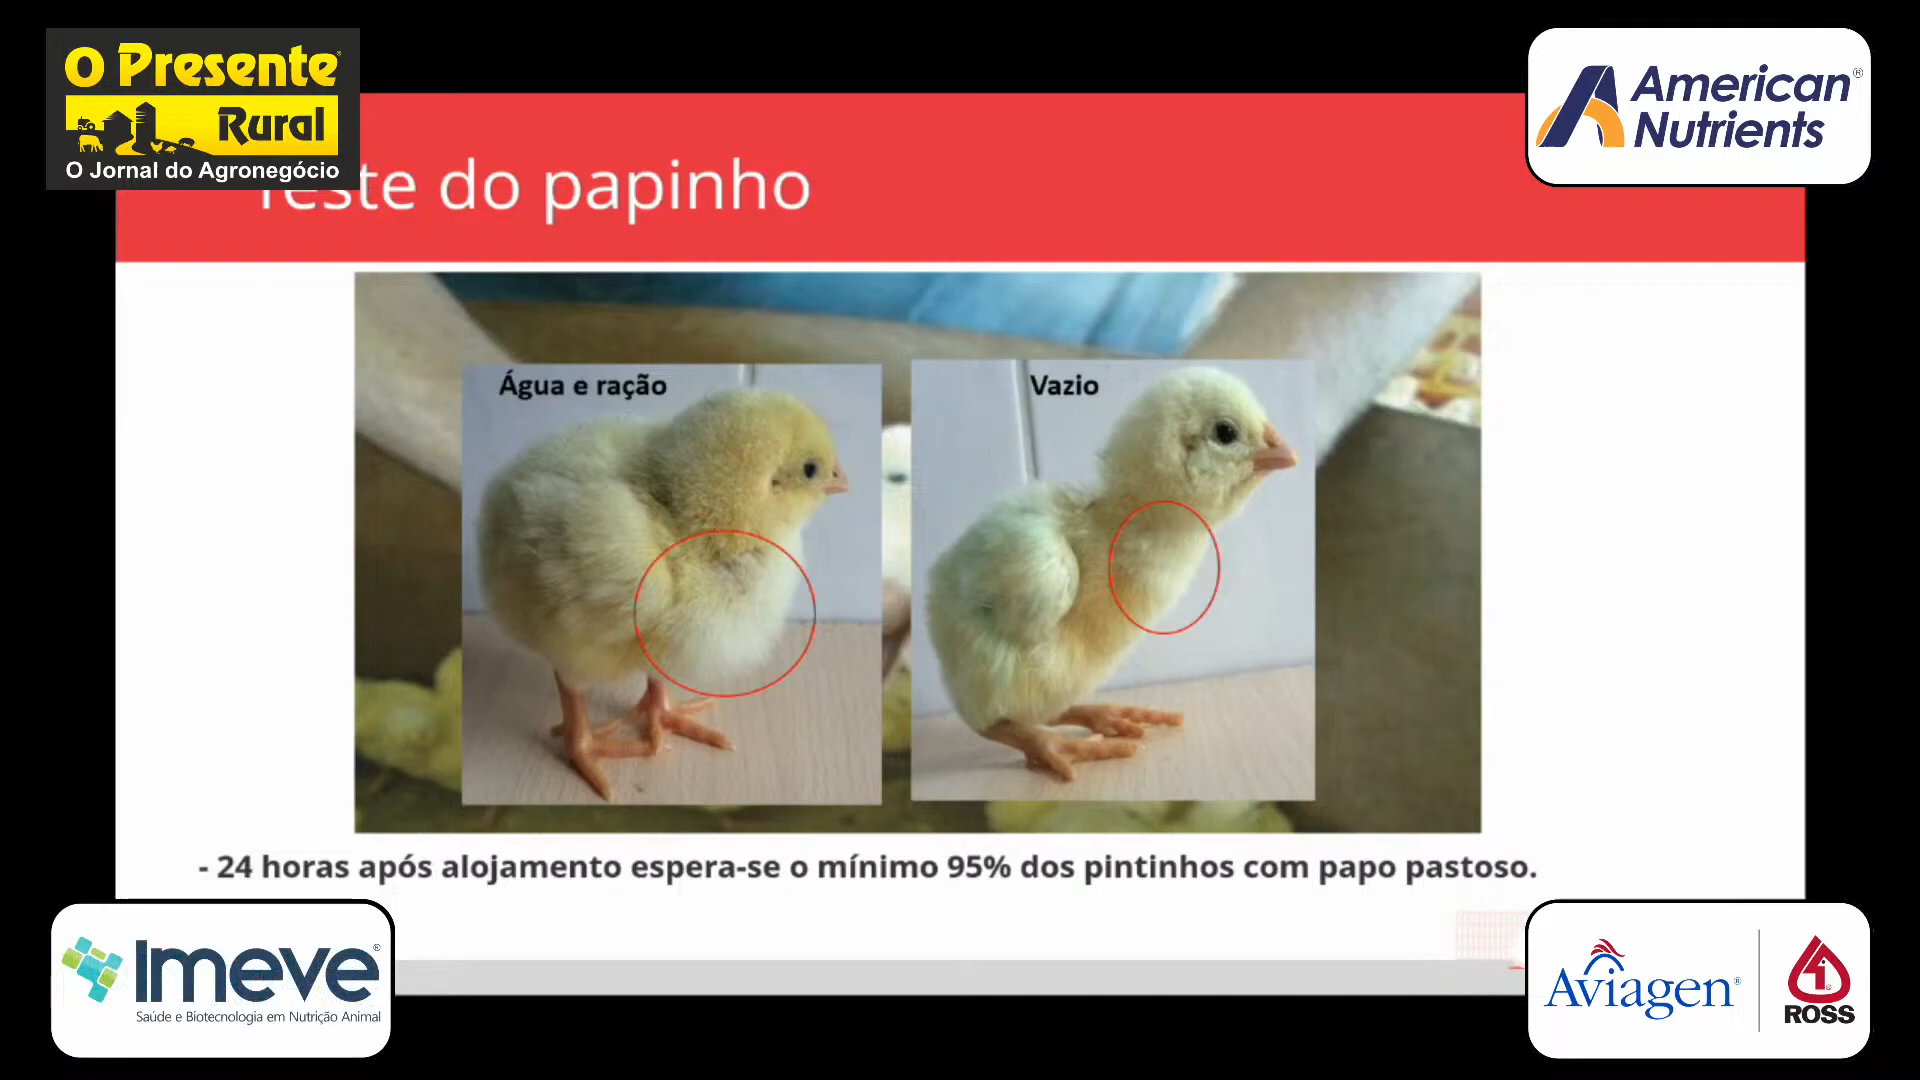 O Presente
Rural
O Jornal do Agronegócio
American
Nutrients
Teste do papinho
Água e ração
Vazio
- 24 horas após alojamento espera-se o mínimo 95% dos pintinhos com papo pastoso.
Imeve
Saúde e Biotecnologia em Nutrição Animal
Aviagen
ROSS